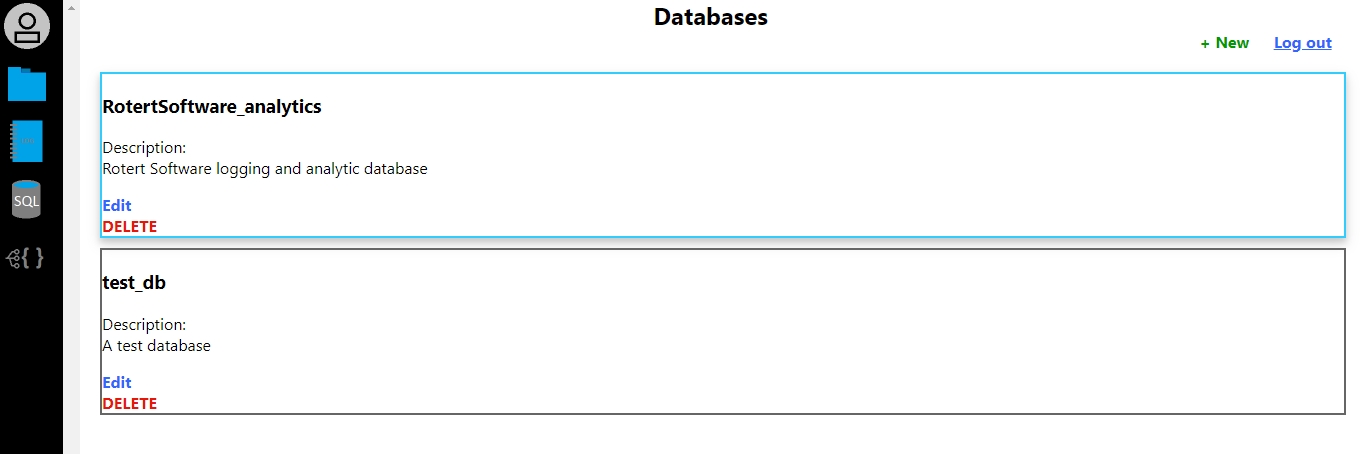 Databases
+ New Log out
RotertSoftware_analytics
Description:
Rotert Software logging and analytic database
Edit
DELETE
SQL
{ }
test_db
Description:
A test database
Edit
DELETE